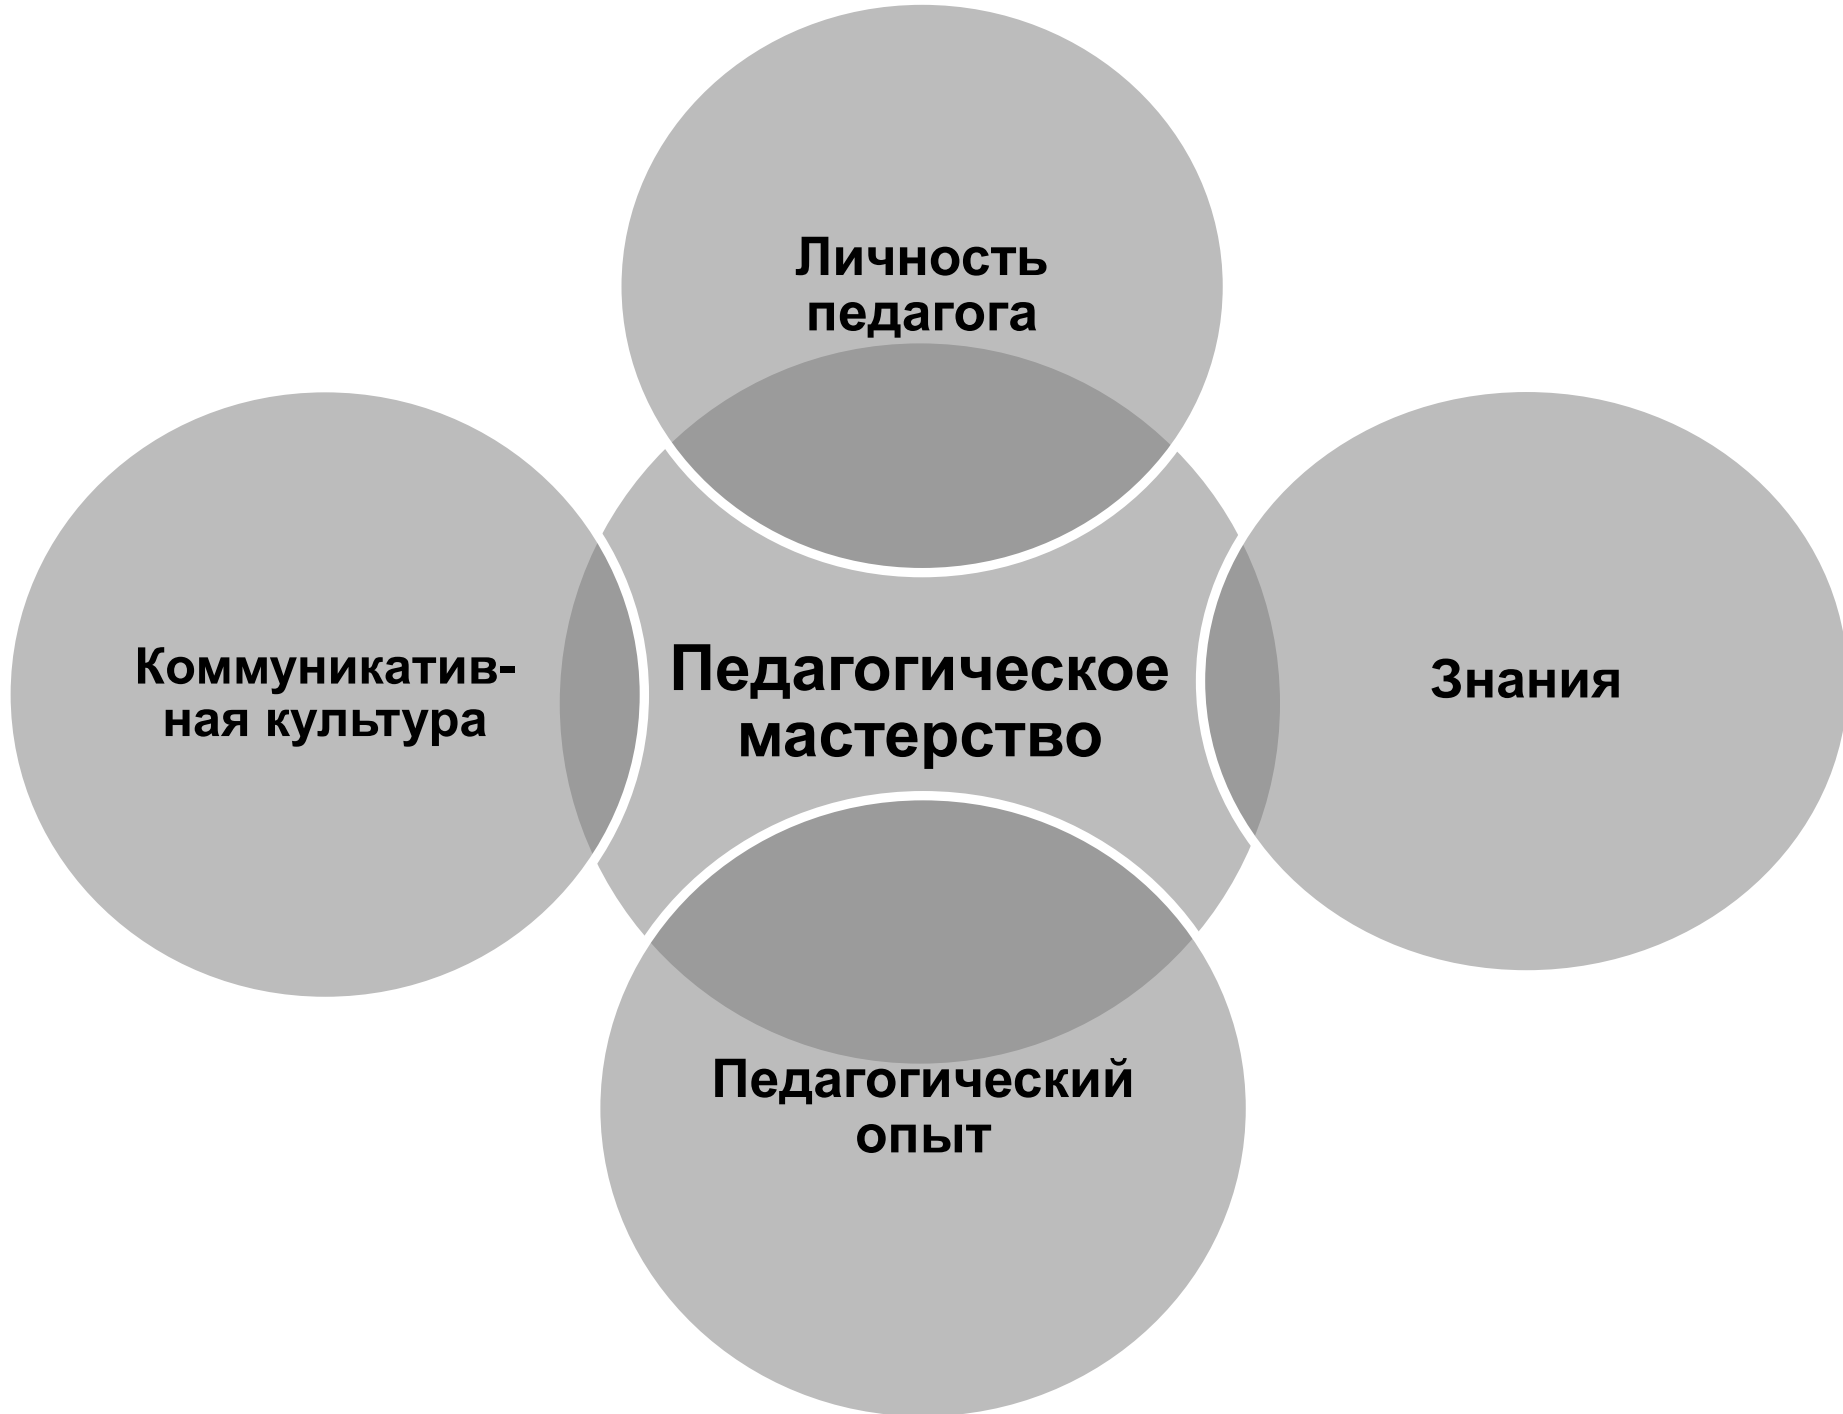 Личность
педагога
Коммуникатив-
ная культура
Педагогическое
мастерство
Знания
Педагогический
опыт